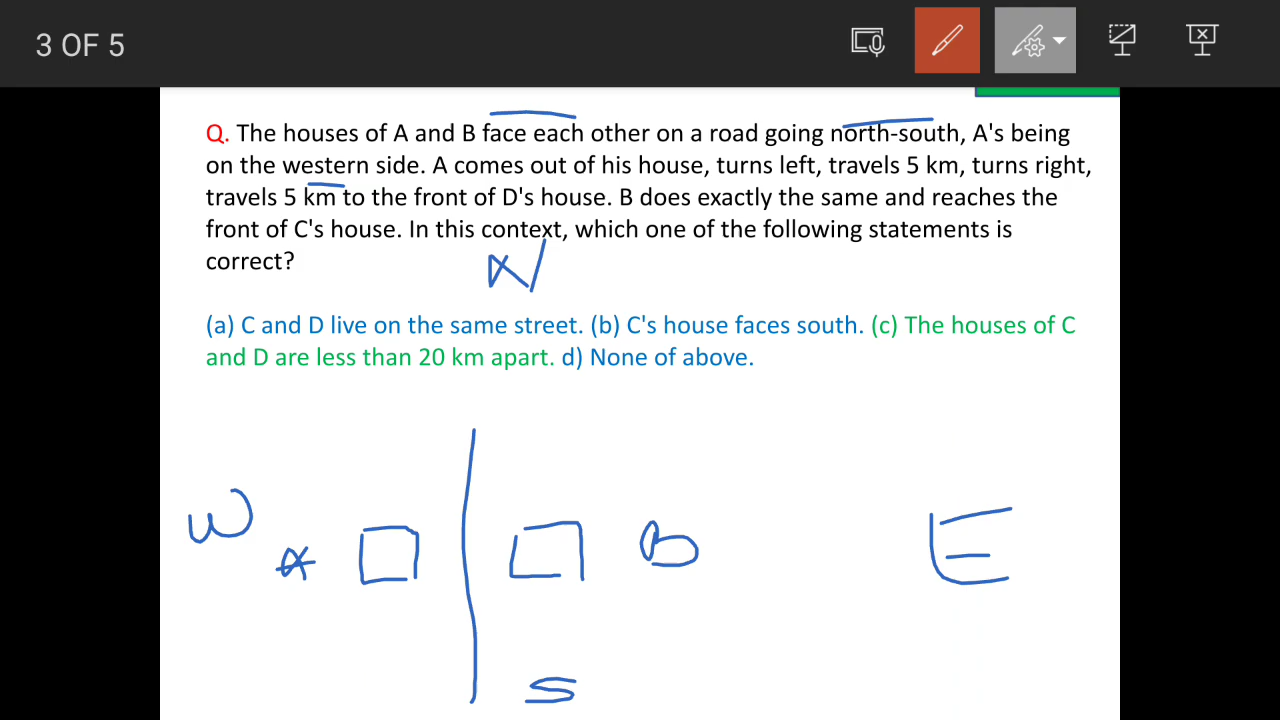 3 OF 5
Q. The houses of A and B face each other on a road going north-south, A's being
on the western side. A comes out of his house, turns left, travels 5 km, turns right,
travels 5 km to the front of D's house. B does exactly the same and reaches the
front of C's house. In this context, which one of the following statements is
correct?
N
(a) C and D live on the same street. (b) C's house faces south. (c) The houses of C
and D are less than 20 km apart. d) None of above.
W
A
B
E
S